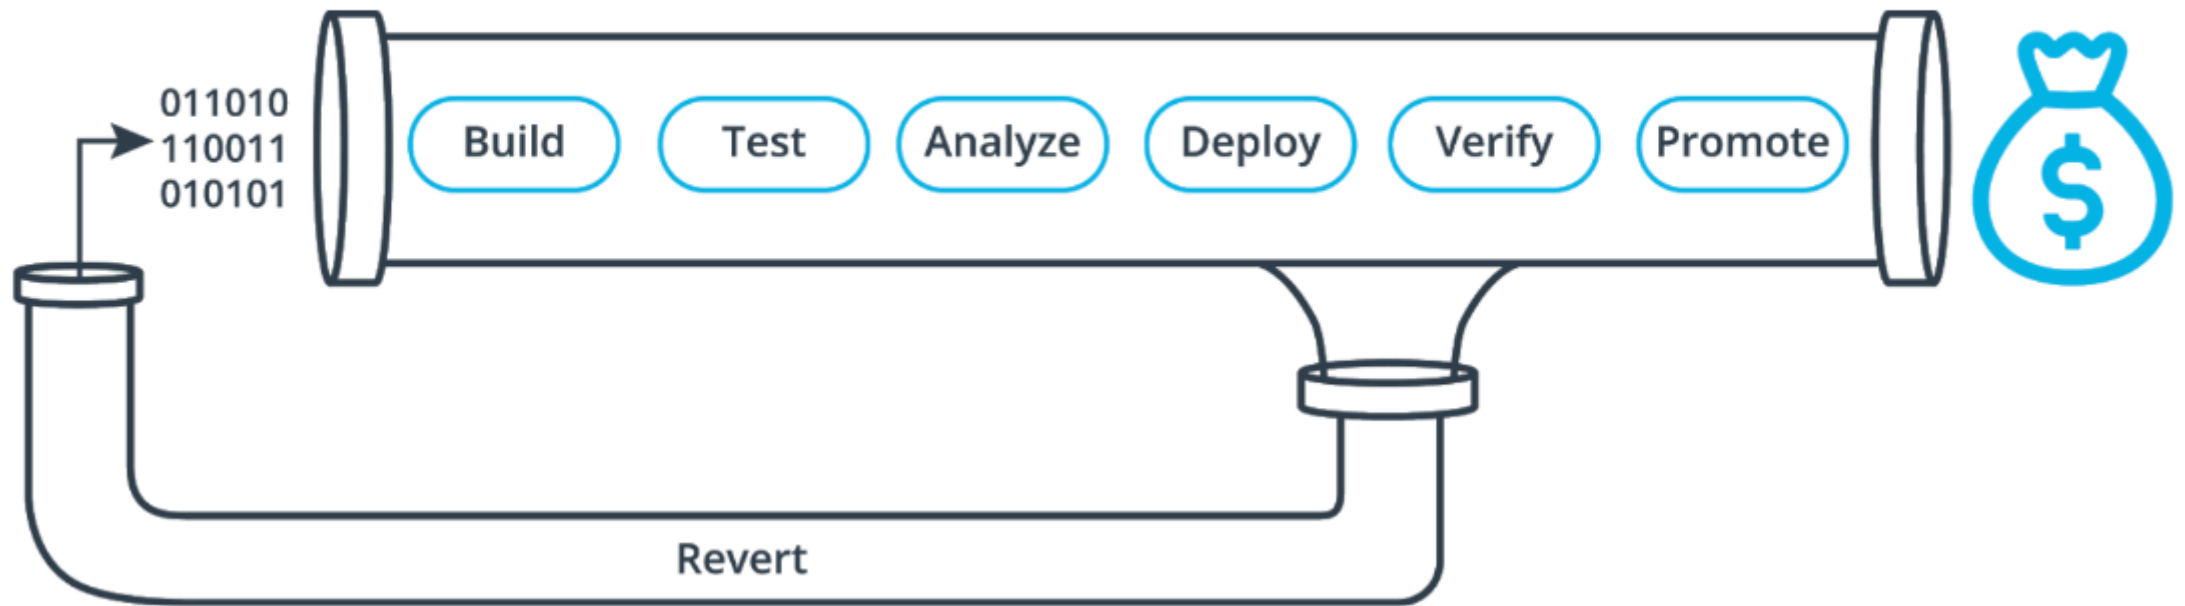 011010
110011
010101
Build
Test
Analyze
Deploy
Verify
Promote
$
Revert